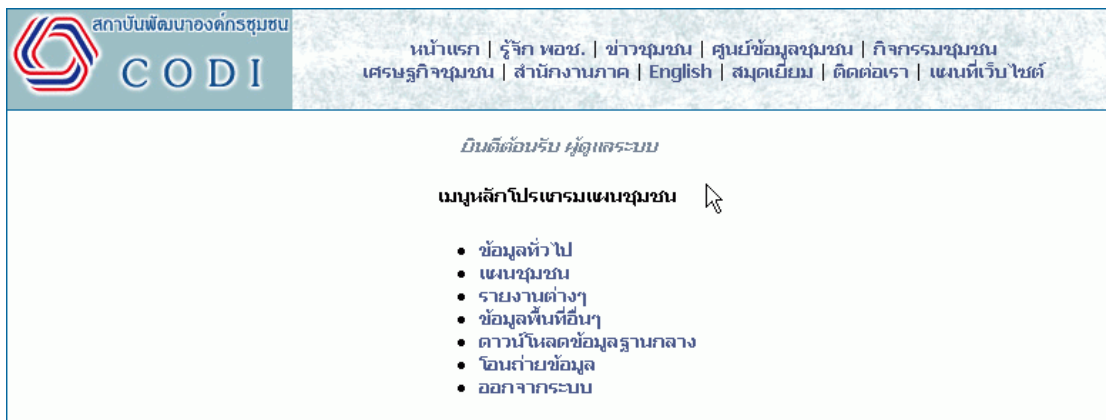 สถาบันพัฒนาองค์กรชุมชน
CODI
หน้าแรก | รู้จัก พอช. | ข่าวชุมชน | ศูนย์ข้อมูลชุมชน | กิจกรรมชุมชน
เศรษฐกิจชุมชน | สำนักงานภาค | English | สมุดเยี่ยม | ติดต่อเรา | แผนที่เว็บไซต์
ยินดีต้อนรับ ผู้ดูแลระบบ
เมนูหลักโปรแกรมแผนชุมชน
• ข้อมูลทั่วไป
• แผนชุมชน
• รายงานต่างๆ
• ข้อมูลพื้นที่อื่นๆ
• ดาวน์โหลดข้อมูลฐานกลาง
• โอนถ่ายข้อมูล
• ออกจากระบบ